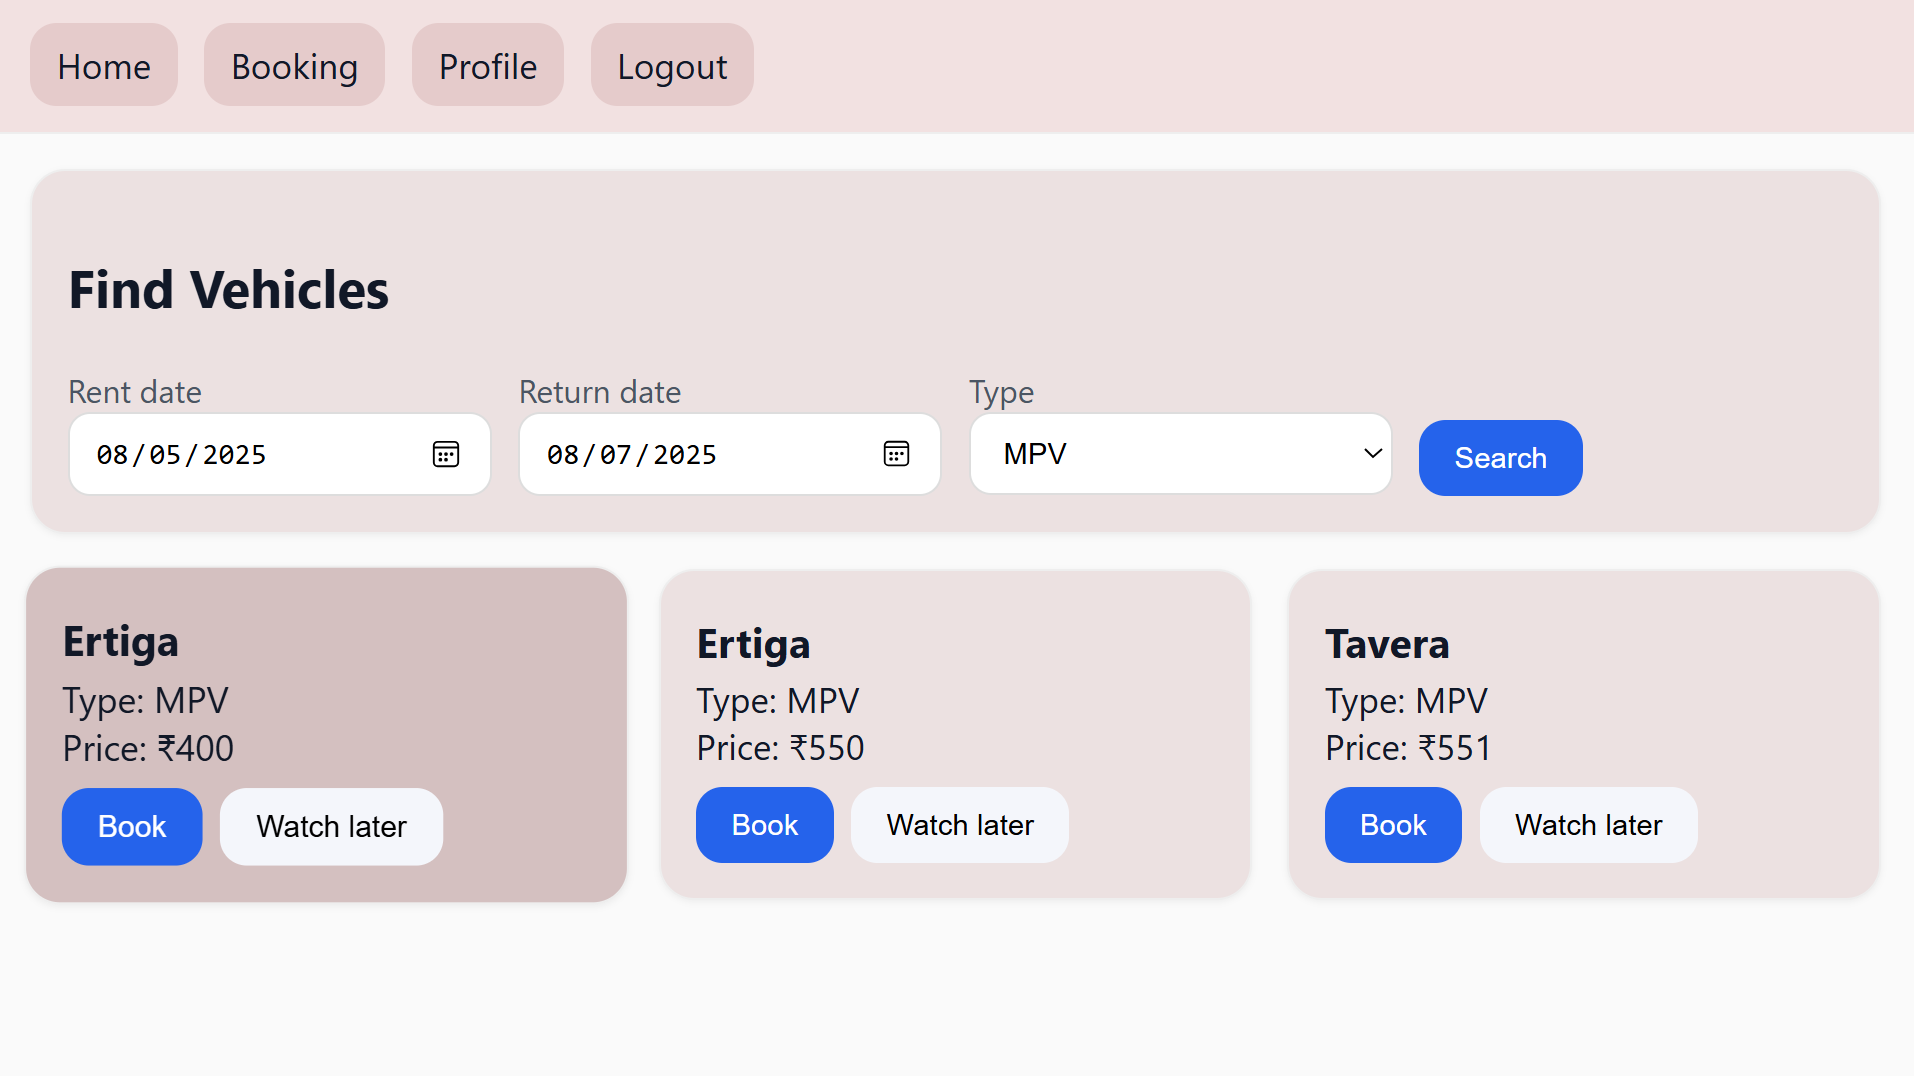 Home Booking Profile Logout
Find Vehicles
Rent date Return date Type
08/05/2025 08/07/2025 MPV Search
Ertiga
Type: MPV
Price: ₹400
Book Watch later
Ertiga
Type: MPV
Price: ₹550
Book Watch later
Tavera
Type: MPV
Price: ₹551
Book Watch later